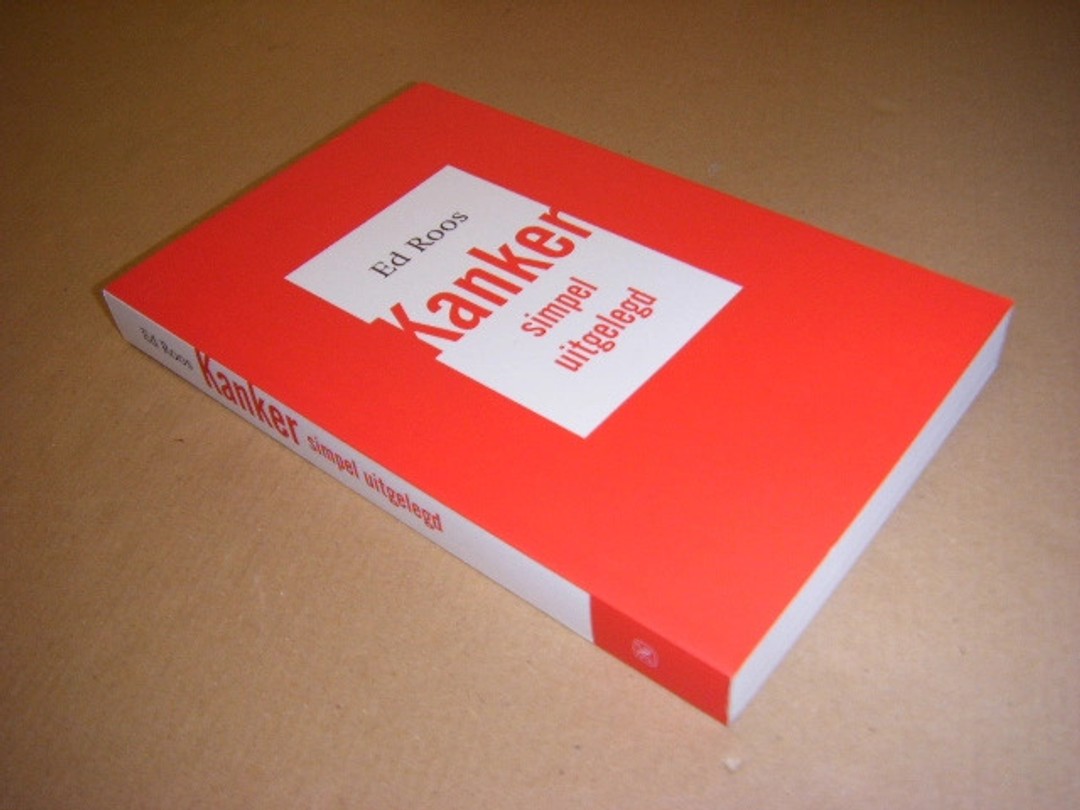 Ed Roos
Kanker
simpel
uitgelegd
Ed Roos Kanker simpel uitgelegd